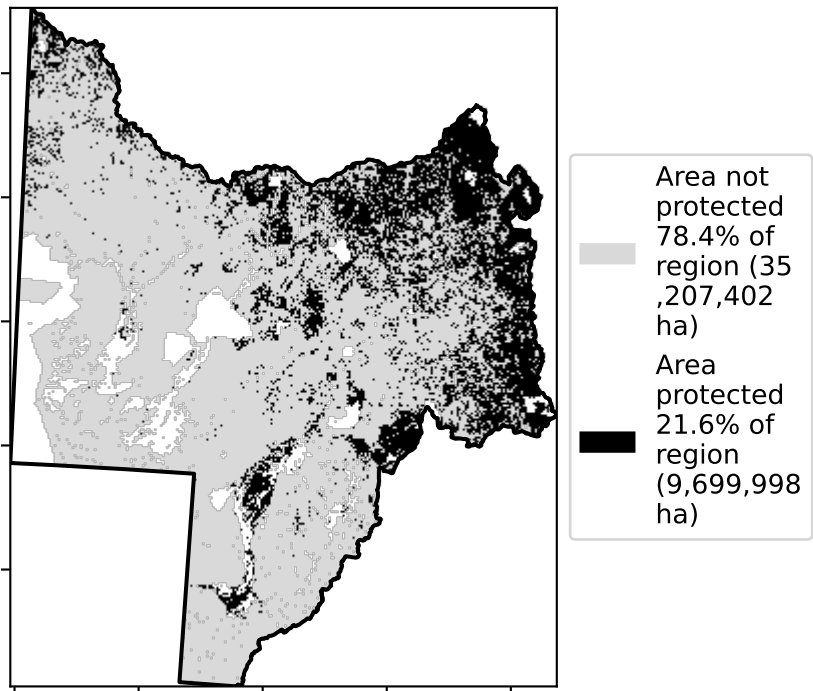 Area not
protected
78.4% of
region (35
,207,402
ha)
Area
protected
21.6% of
region
(9,699,998
ha)